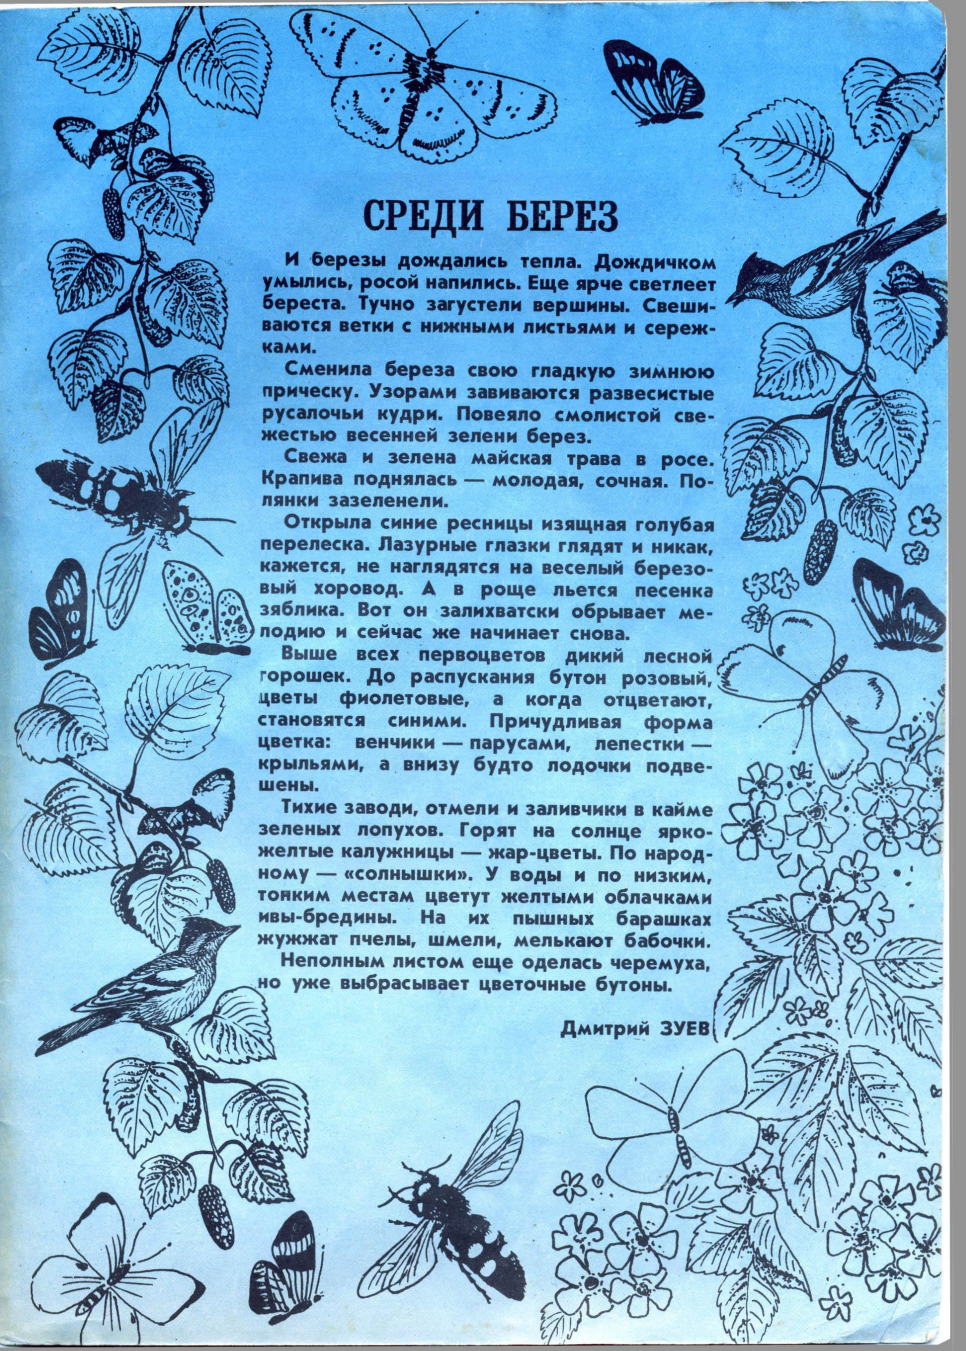 СРЕДИ БЕРЕЗ
И березы дождались тепла. Дождичком
умылись, росой напились. Еще ярче светлеет
береста. Тучно загустели вершины. Свеши-
ваются ветки с нижными листьями и сереж-
ками.
Сменила береза свою гладкую зимнюю
прическу. Узорами завиваются развесистые
русалочьи кудри. Повеяло смолистой све-
жестью весенней зелени берез.
Свежа и зелена майская трава в росе.
Крапива поднялась — молодая, сочная. По-
лянки зазеленели.
Открыла синие ресницы изящная голубая
перелеска. Лазурные глазки глядят и никак,
кажется, не наглядятся на веселый березо-
вый хоровод. А в роще льется песенка
зяблика. Вот он залихватски обрывает ме-
лодию и сейчас же начинает снова.
Выше всех первоцветов дикий лесной
горошек. До распускания бутон розовый,
цветы фиолетовые, а когда отцветают,
становятся синими. Причудливая форма
цветка: венчики — парусами, лепестки —
крыльями, а внизу будто лодочки подве-
шены.
Тихие заводи, отмели и заливчики в кайме
зеленых лопухов. Горят на солнце ярко-
желтые калужницы — жар-цветы. По народ-
ному — «солнышки». У воды и по низким,
топким местам цветут желтыми облачками
ивы-бредины. На их пышных барашках
жужжат пчелы, шмели, мелькают бабочки.
Неполным листом еще оделась черемуха,
но уже выбрасывает цветочные бутоны.
Дмитрий ЗУЕВ